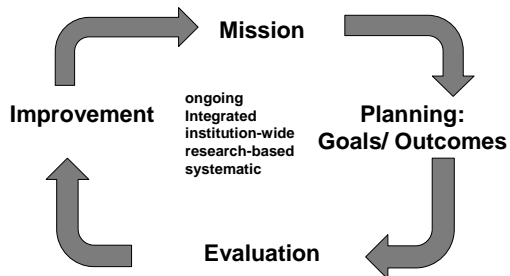 Mission
Improvement
ongoing
Integrated
institution-wide
research-based
systematic
Planning:
Goals/ Outcomes
Evaluation